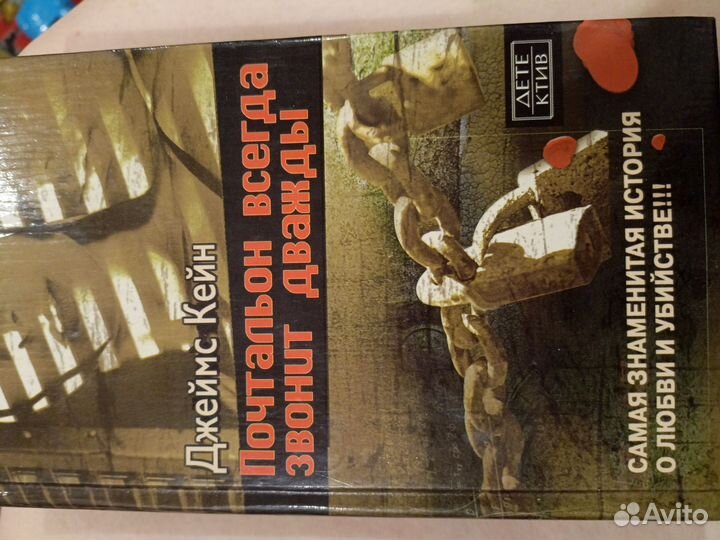 Джеймс Кейн
Почтальон всегда
звонит дважды
ДЕТЕ
КТИВ
САМАЯ ЗНАМЕНИТАЯ ИСТОРИЯ
О ЛЮБВИ И УБИЙСТВЕ!!!
Avito